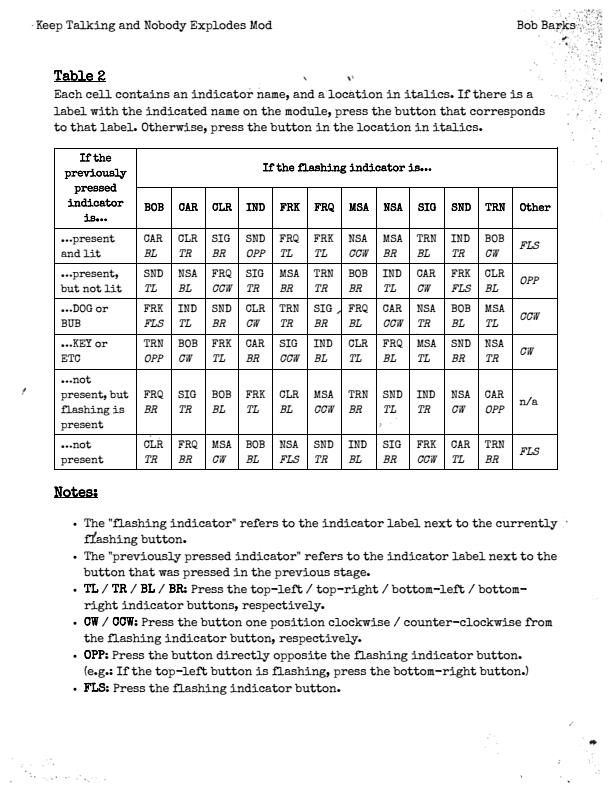 Keep Talking and Nobody Explodes Mod Bob Barks
Table 2
Each cell contains an indicator name, and a location in italics. If there is a
label with the indicated name on the module, press the button that corresponds
to that label. Otherwise, press the button in the location in italics.
If the previously pressed indicator is... If the flashing indicator is...
BOB CAR CLR IND FRK FRQ MSA NSA SIG SND TRN Other
...present CAR CLR SIG SND FRQ FRK NSA MSA TRN IND BOB FLS
and lit BL TR BR OPP TL TL CCW BR BL TR CW
...present, SND NSA FRQ SIG MSA TRN BOB IND CAR FRK CLR OPP
but not lit TL BL CCW TR BR TR BR TL CW FLS BL
...DOG or FRK IND SND CLR TRN SIG FRQ CAR NSA BOB MSA CCW
BUB FLS TL BR CW TR BR BL CCW TR BL TL
...KEY or TRN BOB FRK CAR SIG IND CLR FRQ MSA SND NSA CW
ETC OPP CW TL BR CCW BL TL BL TL BR TR
...not
present, but FRQ SIG BOB FRK CLR MSA TRN SND IND NSA CAR n/a
flashing is BR TR BL TL BL CCW BR TL TR CW OPP
present
...not CLR FRQ MSA BOB NSA SND IND SIG FRK CAR TRN FLS
present TR BR CW BL FLS TR BL BR CCW TL BR
Notes:
• The "flashing indicator" refers to the indicator label next to the currently
flashing button.
• The "previously pressed indicator" refers to the indicator label next to the
button that was pressed in the previous stage.
• TL / TR / BL / BR: Press the top-left / top-right / bottom-left / bottom-
right indicator buttons, respectively.
• CW / CCW: Press the button one position clockwise / counter-clockwise from
the flashing indicator button, respectively.
• OPP: Press the button directly opposite the flashing indicator button.
(e.g.: If the top-left button is flashing, press the bottom-right button.)
• FLS: Press the flashing indicator button.